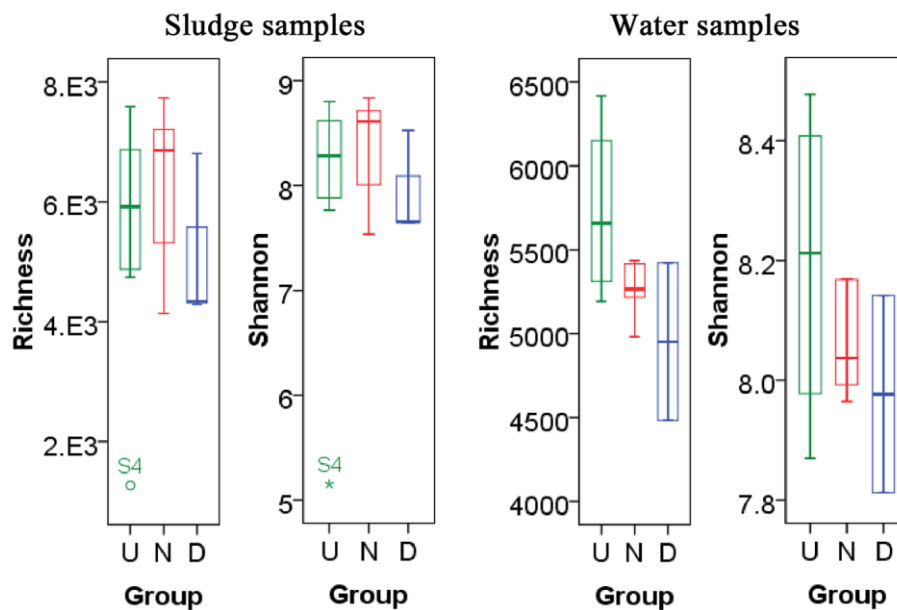 Sludge samples
Water samples
8.E3
6.E3
4.E3
2.E3
Richness
S4
U N D
Group
9
8
7
6
5
Shannon
S4
U N D
Group
6500
6000
5500
5000
4500
4000
Richness
U N D
Group
8.4
8.2
8.0
7.8
Shannon
U N D
Group